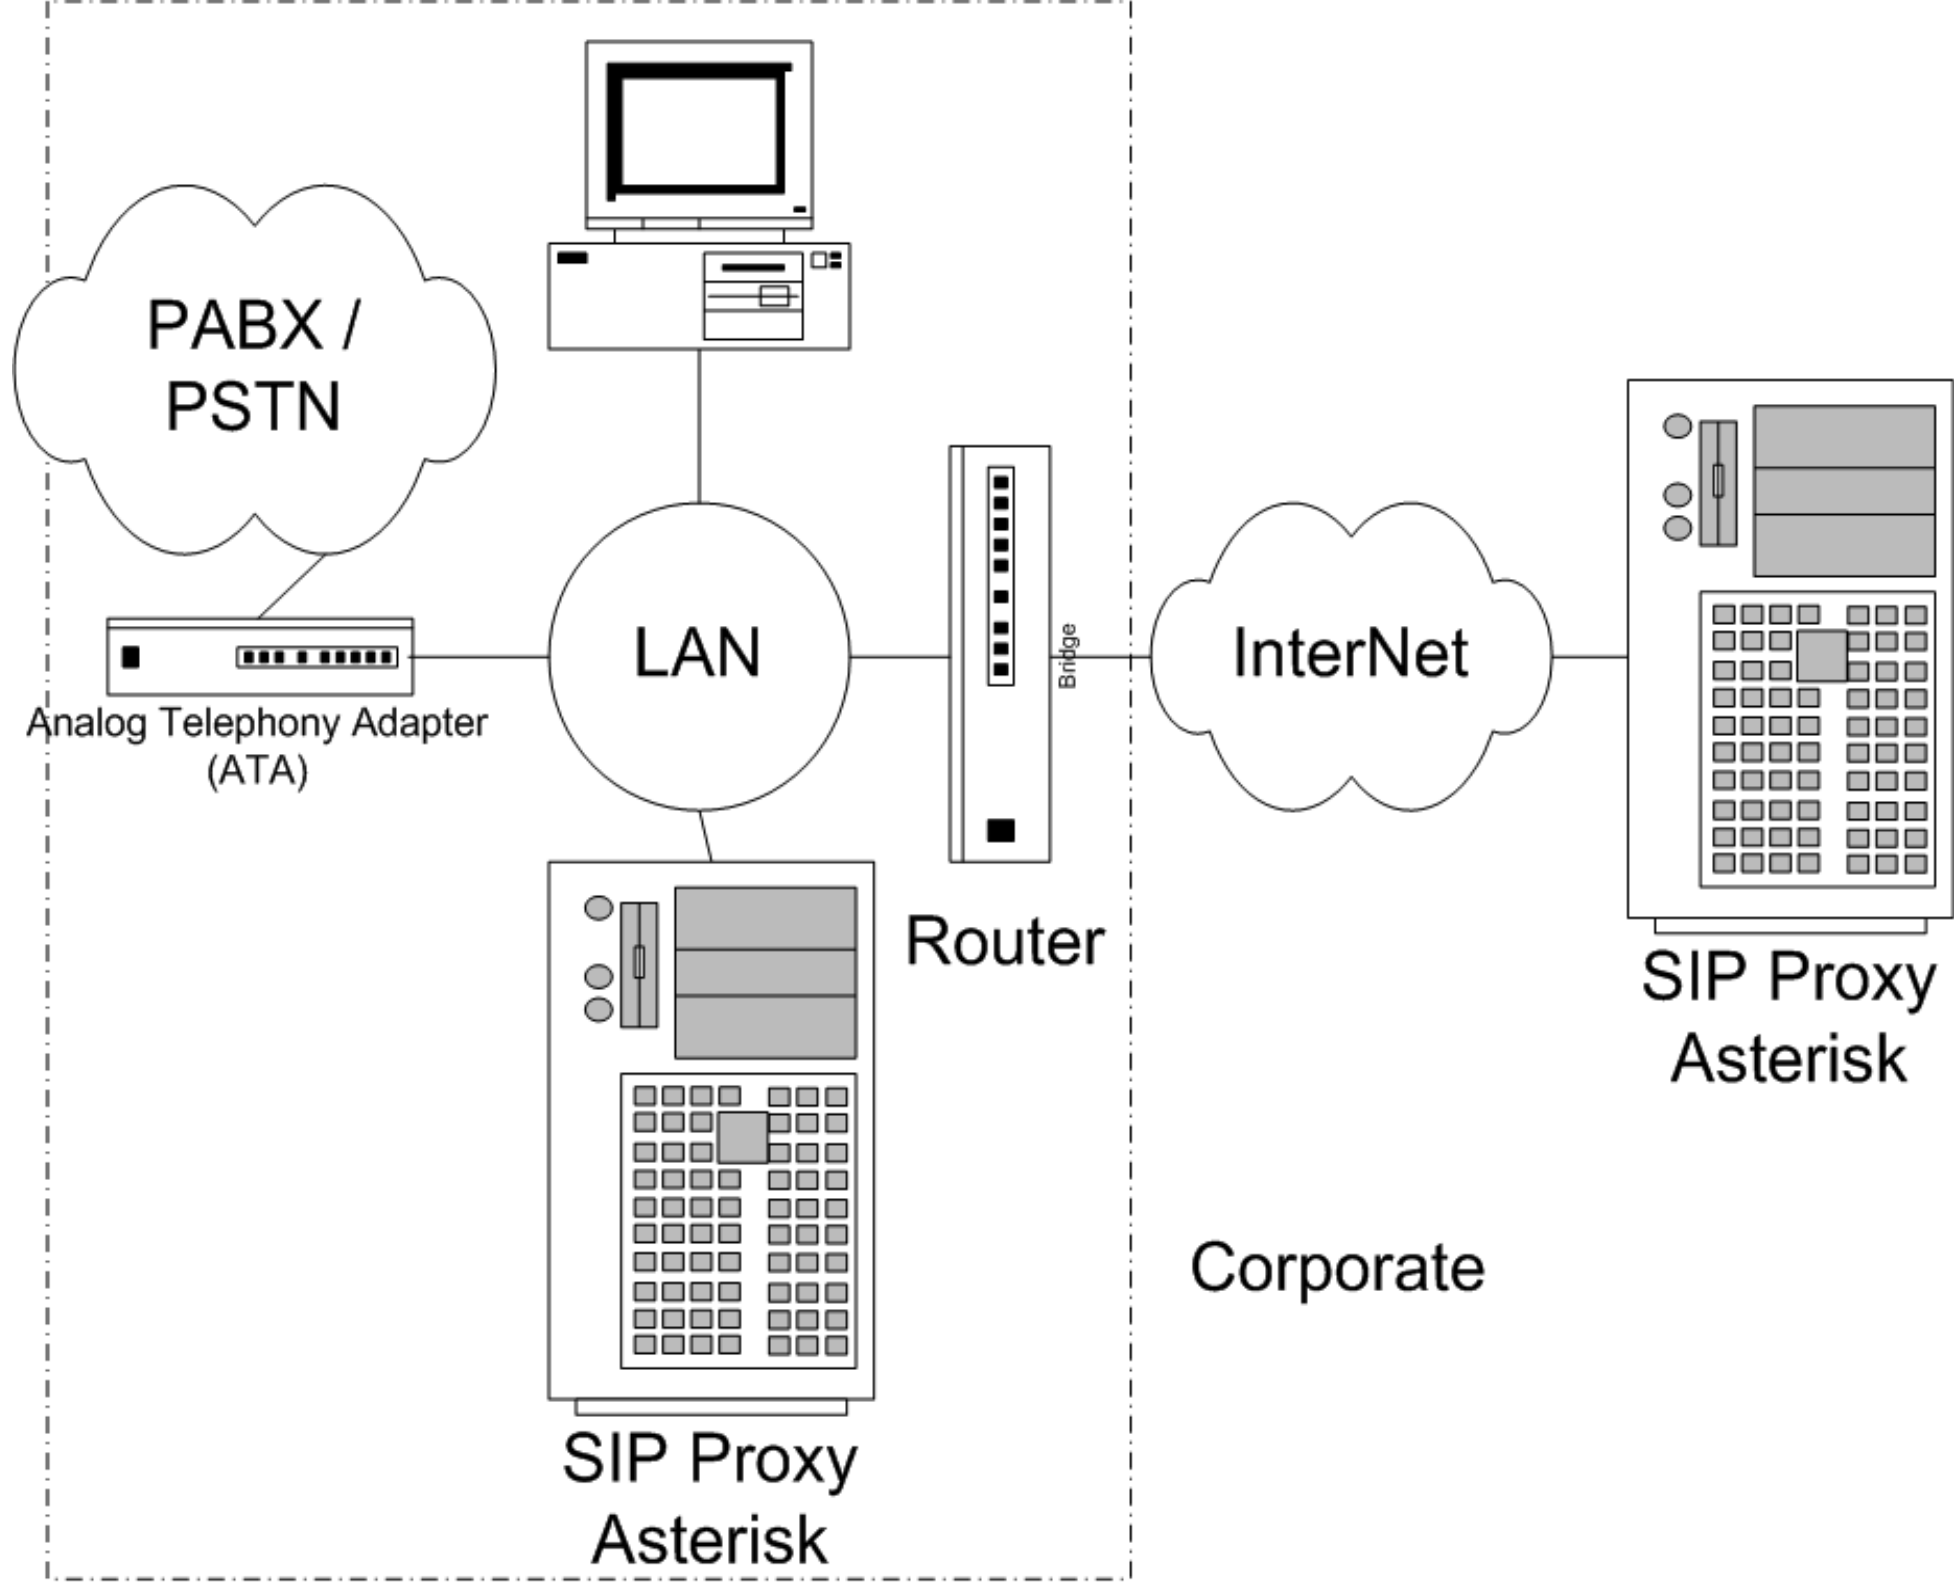 PABX /
PSTN
Analog Telephony Adapter
(ATA)
LAN
Bridge
Router
InterNet
SIP Proxy
Asterisk
Corporate
SIP Proxy
Asterisk